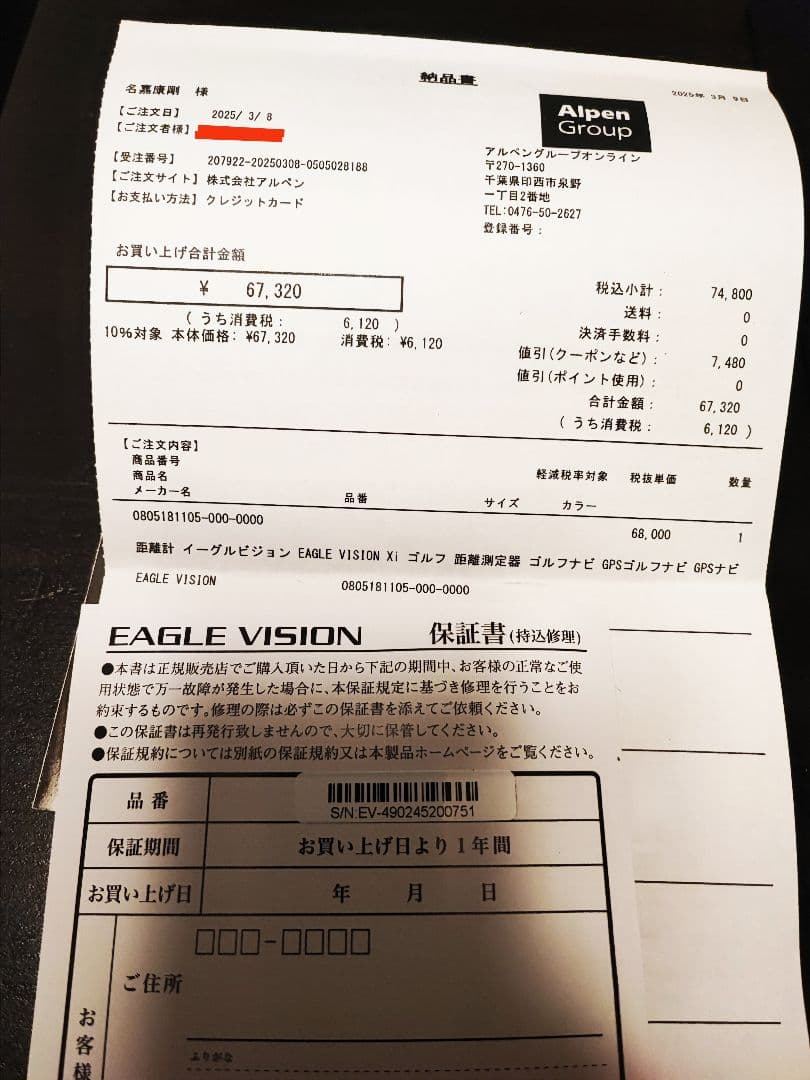 納品書
2025年 3月 9日
名嘉康剛 様
【ご注文日】 2025/ 3/ 8
【ご注文者様】
【受注番号】 207922-20250308-0505028188
【ご注文サイト】 株式会社アルペン
【お支払い方法】 クレジットカード
Alpen
Group
アルペングループオンライン
〒270-1360
千葉県印西市泉野
一丁目2番地
TEL:0476-50-2627
登録番号：
お買い上げ合計金額
¥ 67,320
( うち消費税： 6,120 )
10%対象 本体価格: ¥67,320 消費税: ¥6,120
税込小計： 74,800
送料： 0
決済手数料： 0
値引(クーポンなど)： 7,480
値引(ポイント使用)： 0
合計金額： 67,320
( うち消費税： 6,120 )
【ご注文内容】
商品番号
商品名
メーカー名 品番 サイズ カラー 軽減税率対象 税抜単価 数量
0805181105-000-0000 68,000 1
距離計 イーグルビジョン EAGLE VISION Xi ゴルフ 距離測定器 ゴルフナビ GPSゴルフナビ GPSナビ
EAGLE VISION 0805181105-000-0000
EAGLE VISION 保証書(持込修理)
●本書は正規販売店でご購入頂いた日から下記の期間中、お客様の正常なご使
用状態で万一故障が発生した場合に、本保証規定に基づき修理を行うことをお
約束するものです。修理の際は必ずこの保証書を添えてご依頼ください。
●この保証書は再発行致しませんので、大切に保管してください。
●保証規約については別紙の保証規約又は本製品ホームページをご覧ください。
品番 S/N:EV-490245200751
保証期間 お買い上げ日より1年間
お買い上げ日 年 月 日
お客様
ご住所 □□□-□□□□
ふりがな